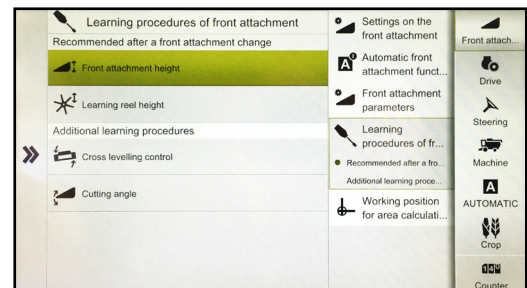 Learning procedures of front attachment
Recommended after a front attachment change
Front attachment height
Learning reel height
Additional learning procedures
Cross levelling control
Cutting angle
Settings on the
front attachment
Automatic front
attachment funct...
Front attachment
parameters
Learning
procedures of fr...
Recommended after a fro...
Additional learning proce...
Working position
for area calculati...
Front attach...
Drive
Steering
Machine
A
AUTOMATIC
Crop
Counter